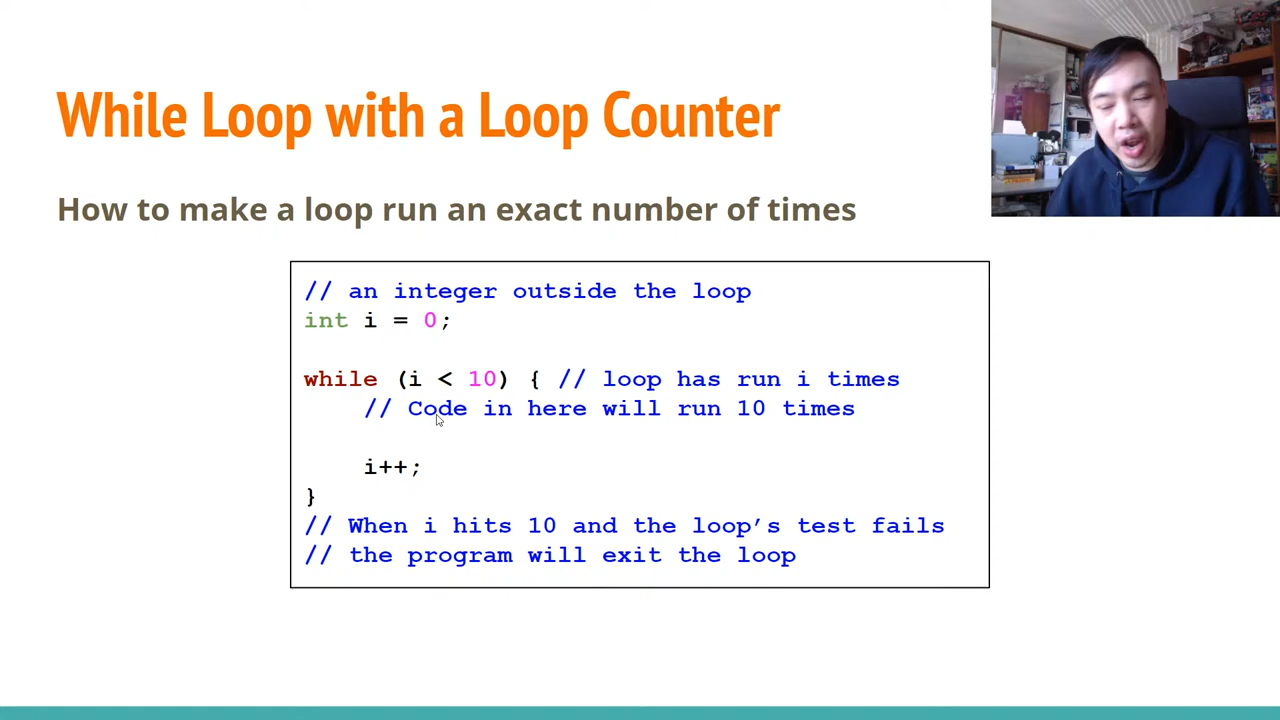 While Loop with a Loop Counter
How to make a loop run an exact number of times
// an integer outside the loop
int i = 0;
while (i < 10) { // loop has run i times
// Code in here will run 10 times
i++;
}
// When i hits 10 and the loop’s test fails
// the program will exit the loop